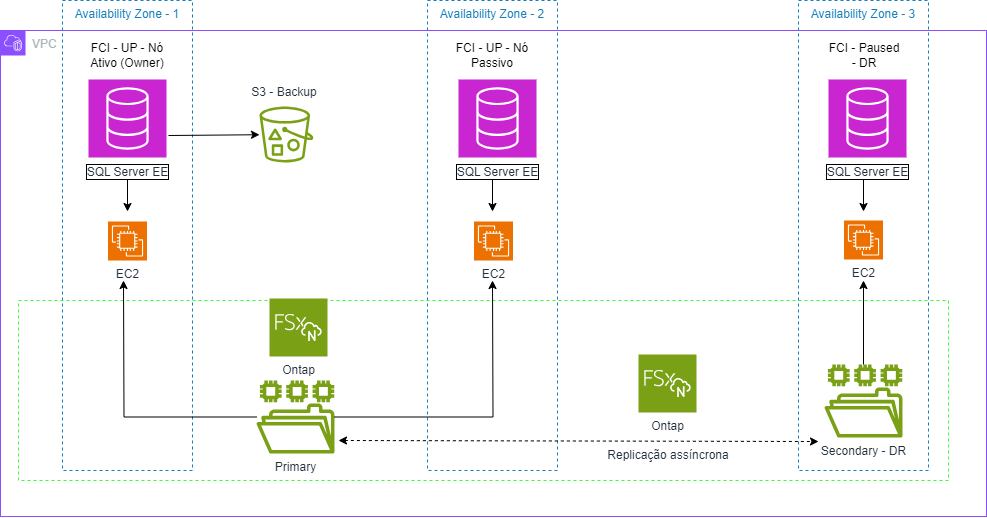 Availability Zone - 1
Availability Zone - 2
Availability Zone - 3
VPC
FCI - UP - Nó
Ativo (Owner)
FCI - UP - Nô
Passivo
FCI - Paused
- DR
S3 - Backup
SQL Server EE
SQL Server EE
SQL Server EE
EC2
EC2
EC2
FSx
N
Ontap
FSx
N
Ontap
Primary
Replicação assíncrona
Secondary - DR